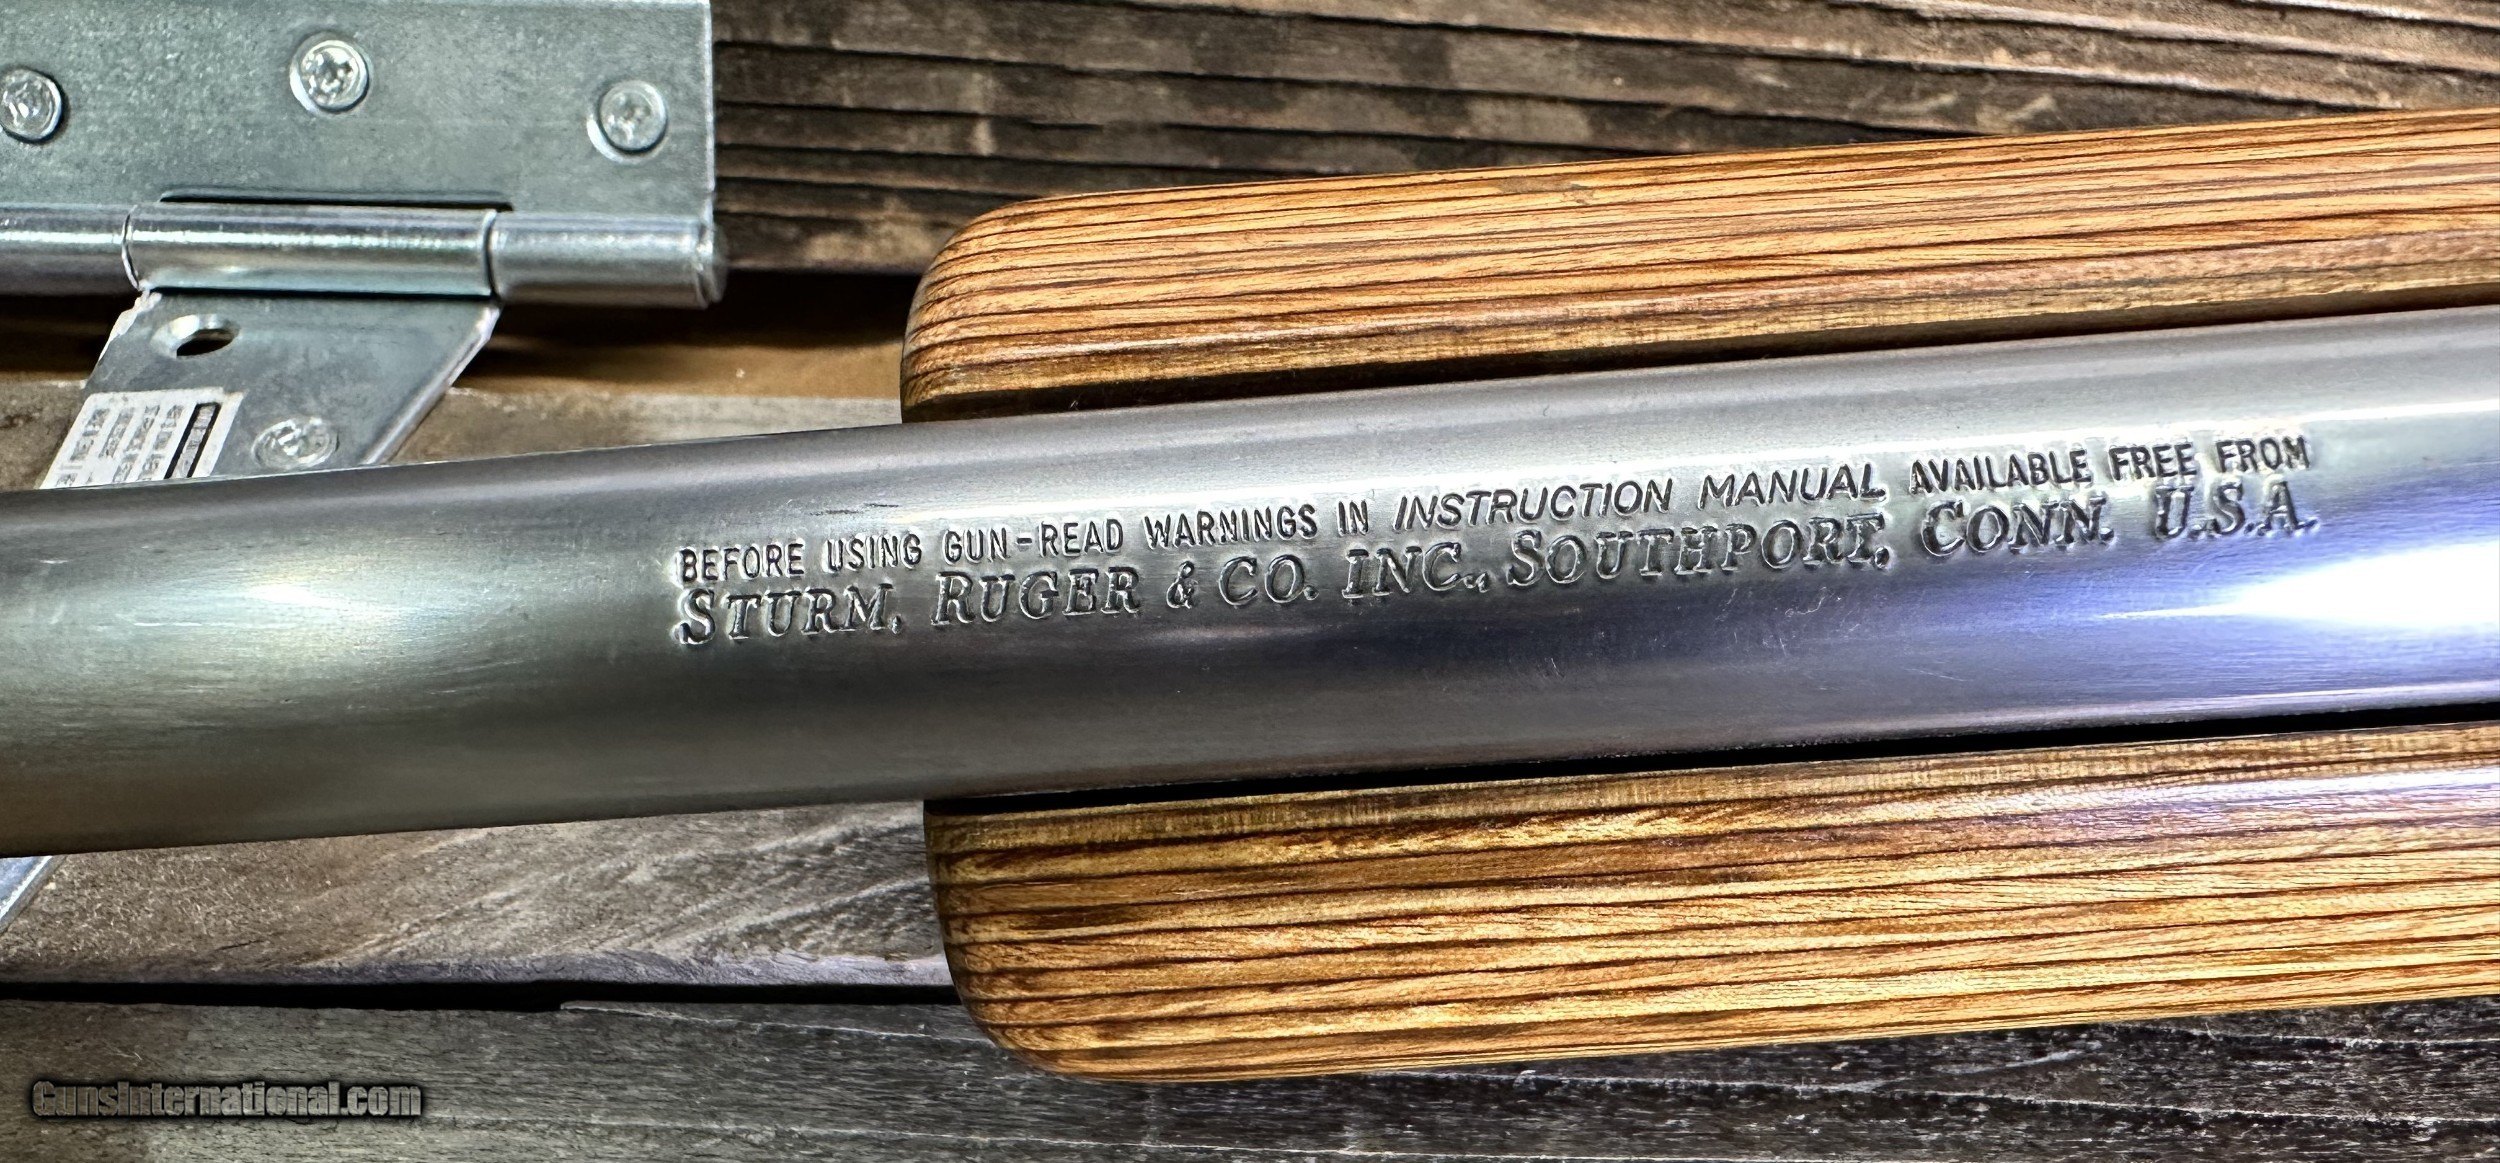 BEFORE USING GUN-READ WARNINGS IN INSTRUCTION MANUAL AVAILABLE FREE FROM
STURM, RUGER & CO. INC., SOUTHPORT, CONN. U.S.A.
GunsInternational.com